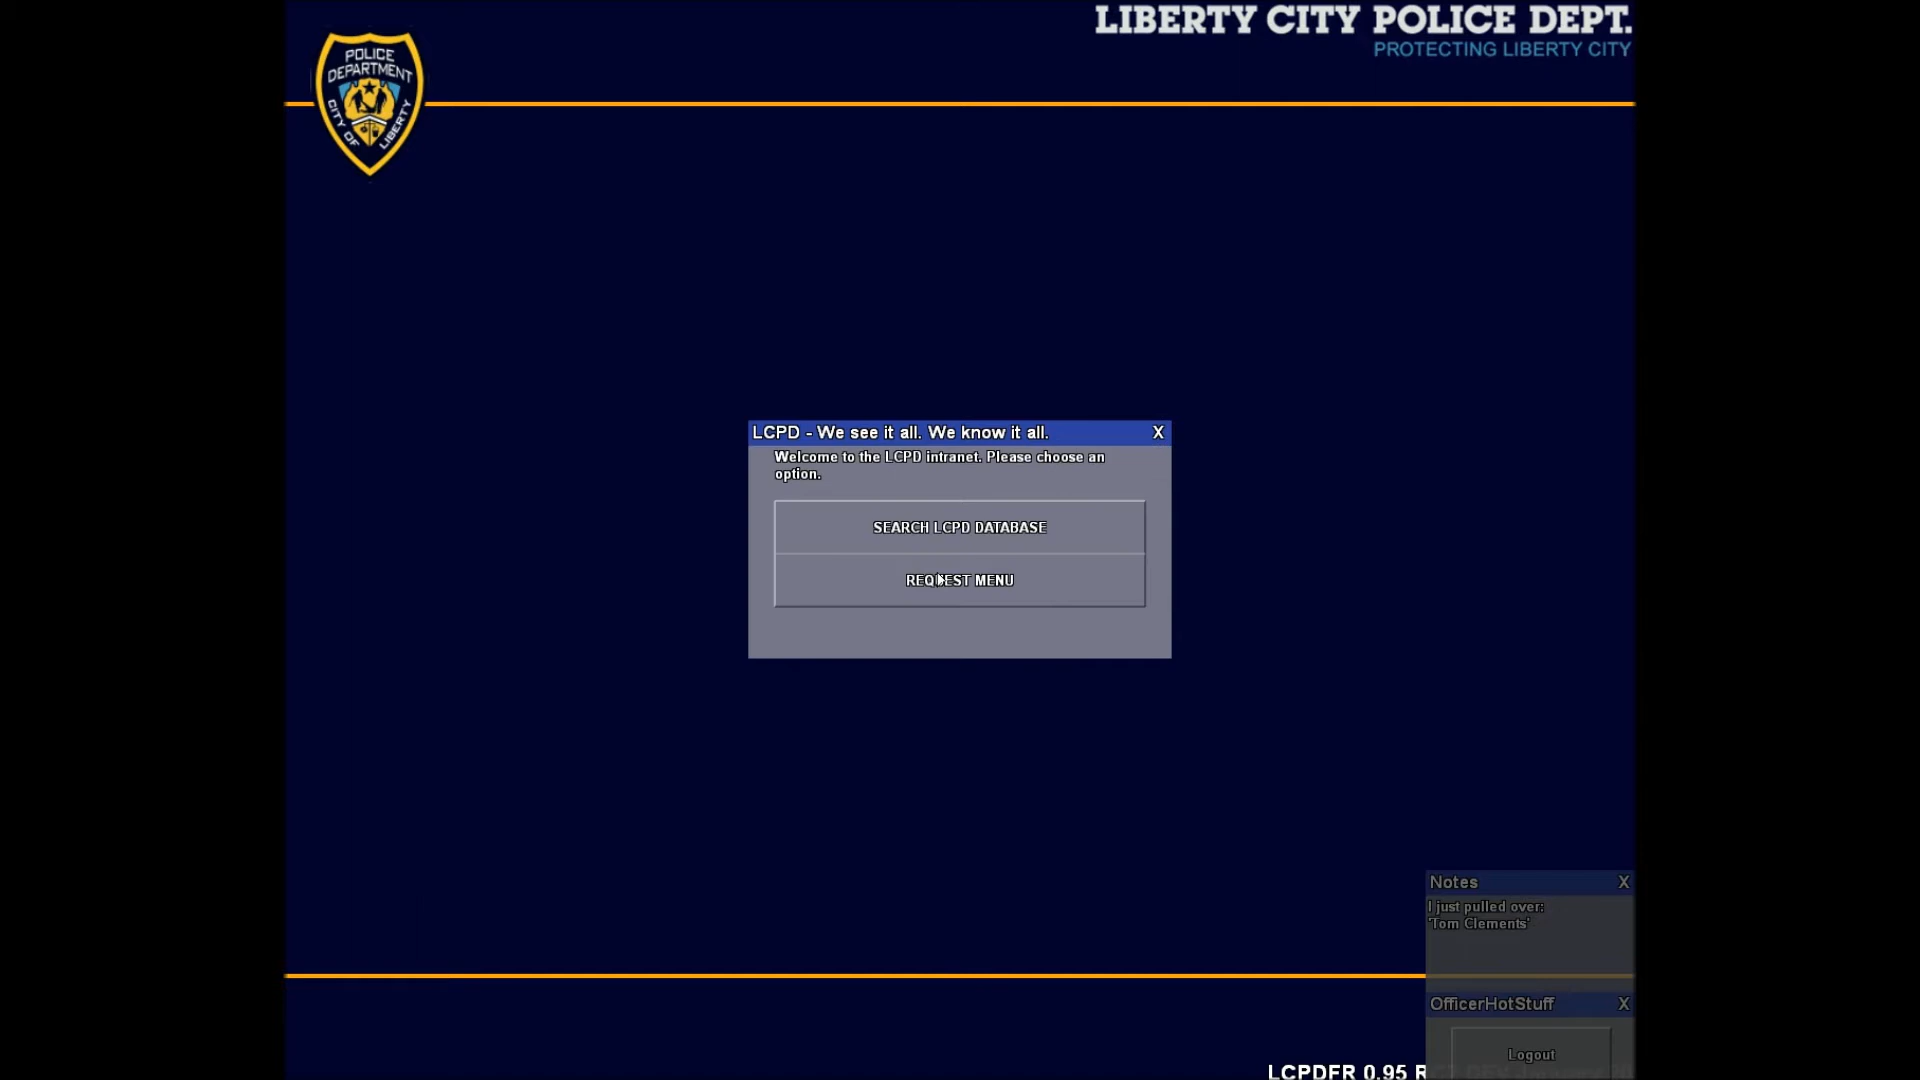 LIBERTY CITY POLICE DEPT.
PROTECTING LIBERTY CITY
POLICE
DEPARTMENT
CITY OF
LIBERTY
LCPD - We see it all. We know it all. X
Welcome to the LCPD intranet. Please choose an
option.
SEARCH LCPD DATABASE
REQUEST MENU
Notes X
I just pulled over:
'Tom Clements'
OfficerHotStuff X
Logout
LCPDFR 0.95